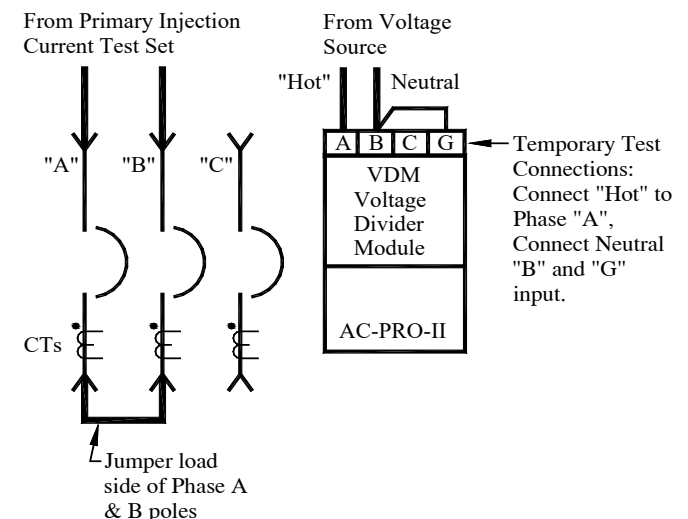 From Primary Injection
Current Test Set
From Voltage
Source
"Hot"
Neutral
"A"
"B"
"C"
A B C G
VDM
Voltage
Divider
Module
AC-PRO-II
Temporary Test
Connections:
Connect "Hot" to
Phase "A",
Connect Neutral
"B" and "G"
input.
CTs
Jumper load
side of Phase A
& B poles